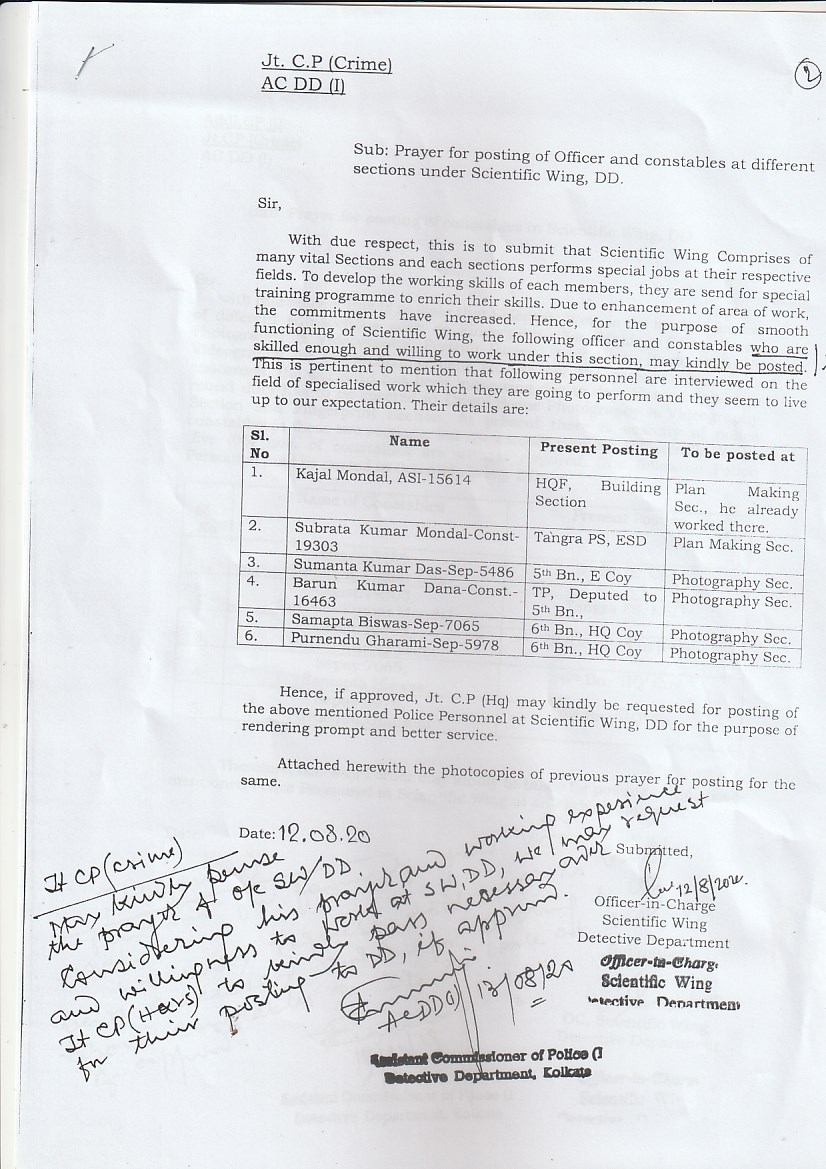 2
Jt. C.P (Crime)
AC DD (I)
Sub: Prayer for posting of Officer and constables at different
sections under Scientific Wing, DD.
Sir,
With due respect, this is to submit that Scientific Wing Comprises of
many vital Sections and each sections performs special jobs at their respective
fields. To develop the working skills of each members, they are send for special
training programme to enrich their skills. Due to enhancement of area of work,
the commitments have increased. Hence, for the purpose of smooth
functioning of Scientific Wing, the following officer and constables who are
skilled enough and willing to work under this section, may kindly be posted.
This is pertinent to mention that following personnel are interviewed on the
field of specialised work which they are going to perform and they seem to live
up to our expectation. Their details are:
Sl. No Name Present Posting To be posted at
1. Kajal Mondal, ASI-15614 HQF, Building Section Plan Making Sec., he already worked there.
2. Subrata Kumar Mondal-Const-19303 Tangra PS, ESD Plan Making Sec.
3. Sumanta Kumar Das-Sep-5486 5th Bn., E Coy Photography Sec.
4. Barun Kumar Dana-Const.-16463 TP, Deputed to 5th Bn., Photography Sec.
5. Samapta Biswas-Sep-7065 6th Bn., HQ Coy Photography Sec.
6. Purnendu Gharami-Sep-5978 6th Bn., HQ Coy Photography Sec.
Hence, if approved, Jt. C.P (Hq) may kindly be requested for posting of
the above mentioned Police Personnel at Scientific Wing, DD for the purpose of
rendering prompt and better service.
Attached herewith the photocopies of previous prayer for posting for the
same.
Date: 12.08.20
Submitted,
12/8/2020.
Officer-in-Charge
Scientific Wing
Detective Department
Officer-in-Charge
Scientific Wing
Detective Department
Jt CP (Crime)
May kindly peruse
the prayer of O/C SW/DD.
Considering his prayer and working experience
and willingness to work at SW, DD, we may request
Jt CP (Hqrs) to kindly pass necessary order
for their posting to DD, if approved.
AC DD(I) 13/08/20
Assistant Commissioner of Police (I
Detective Department, Kolkata